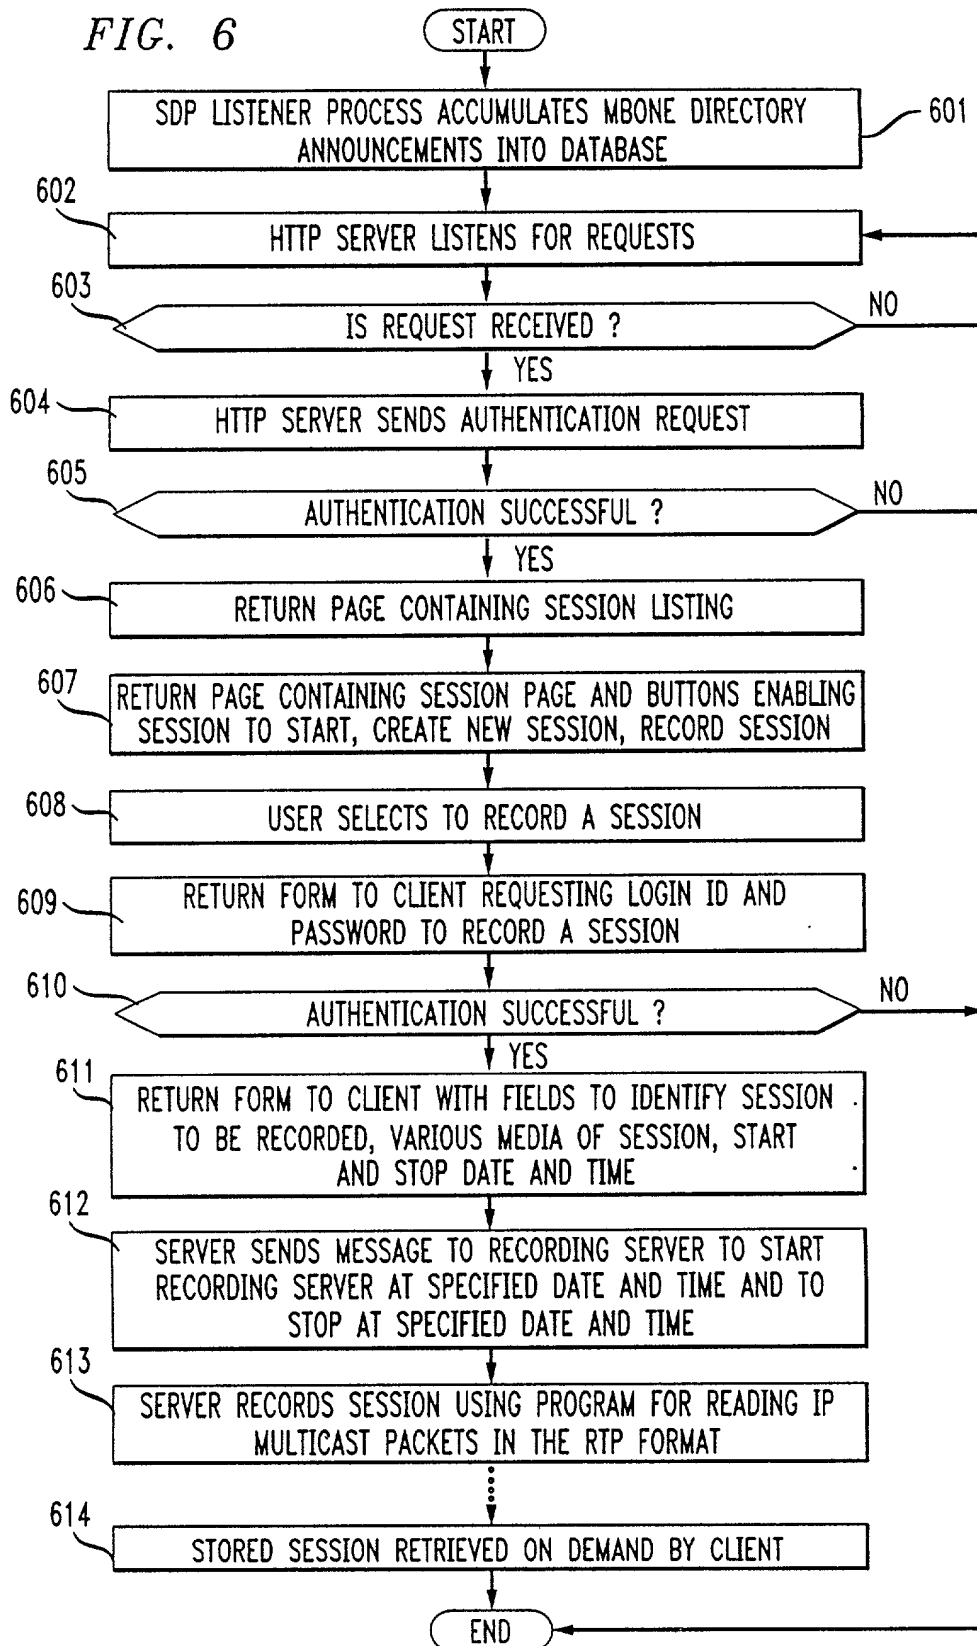 FIG. 6
START
SDP LISTENER PROCESS ACCUMULATES MBONE DIRECTORY
ANNOUNCEMENTS INTO DATABASE
601
602
HTTP SERVER LISTENS FOR REQUESTS
603
IS REQUEST RECEIVED ?
NO
YES
604
HTTP SERVER SENDS AUTHENTICATION REQUEST
605
AUTHENTICATION SUCCESSFUL ?
NO
YES
606
RETURN PAGE CONTAINING SESSION LISTING
607
RETURN PAGE CONTAINING SESSION PAGE AND BUTTONS ENABLING
SESSION TO START, CREATE NEW SESSION, RECORD SESSION
608
USER SELECTS TO RECORD A SESSION
609
RETURN FORM TO CLIENT REQUESTING LOGIN ID AND
PASSWORD TO RECORD A SESSION
610
AUTHENTICATION SUCCESSFUL ?
NO
YES
611
RETURN FORM TO CLIENT WITH FIELDS TO IDENTIFY SESSION
TO BE RECORDED, VARIOUS MEDIA OF SESSION, START
AND STOP DATE AND TIME
612
SERVER SENDS MESSAGE TO RECORDING SERVER TO START
RECORDING SERVER AT SPECIFIED DATE AND TIME AND TO
STOP AT SPECIFIED DATE AND TIME
613
SERVER RECORDS SESSION USING PROGRAM FOR READING IP
MULTICAST PACKETS IN THE RTP FORMAT
614
STORED SESSION RETRIEVED ON DEMAND BY CLIENT
END